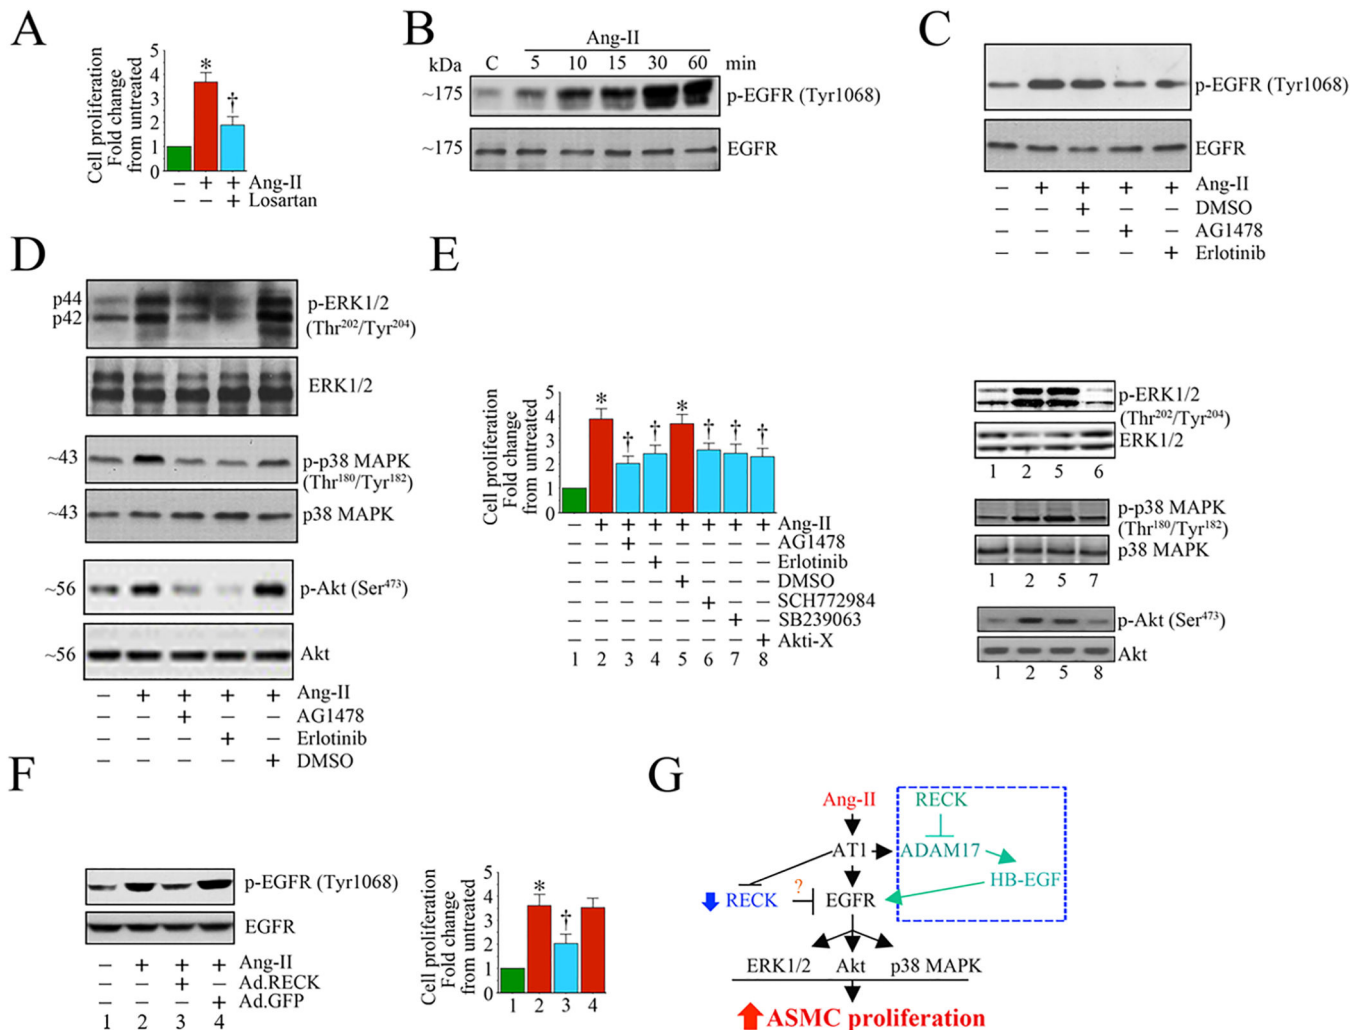 A
Cell proliferation
Fold change
from untreated
5
4
3
2
1
0
*
†
– + + Ang-II
– – + Losartan
B
Ang-II
kDa C 5 10 15 30 60 min
~175 p-EGFR (Tyr1068)
~175 EGFR
C
p-EGFR (Tyr1068)
EGFR
– + + + + Ang-II
– – + – – DMSO
– – – + – AG1478
– – – – + Erlotinib
D
p44
p42
p-ERK1/2
(Thr202/Tyr204)
ERK1/2
~43 p-p38 MAPK
(Thr180/Tyr182)
~43 p38 MAPK
~56 p-Akt (Ser473)
~56 Akt
– + + + + Ang-II
– – + – – AG1478
– – – + – Erlotinib
– – – – + DMSO
E
Cell proliferation
Fold change
from untreated
5
4
3
2
1
0
* † † * † † †
– + + + + + + + Ang-II
– – + – – – – – AG1478
– – – + – – – – Erlotinib
– – – – + – – – DMSO
– – – – – + – – SCH772984
– – – – – – + – SB239063
– – – – – – – + Akti-X
1 2 3 4 5 6 7 8
p-ERK1/2
(Thr202/Tyr204)
ERK1/2
1 2 5 6
p-p38 MAPK
(Thr180/Tyr182)
p38 MAPK
1 2 5 7
p-Akt (Ser473)
Akt
1 2 5 8
F
p-EGFR (Tyr1068)
EGFR
– + + + Ang-II
– – + – Ad.RECK
– – – + Ad.GFP
1 2 3 4
Cell proliferation
Fold change
from untreated
5
4
3
2
1
0
*
†
1 2 3 4
G
Ang-II RECK
AT1 ADAM17
HB-EGF
RECK ? EGFR
ERK1/2 Akt p38 MAPK
ASMC proliferation